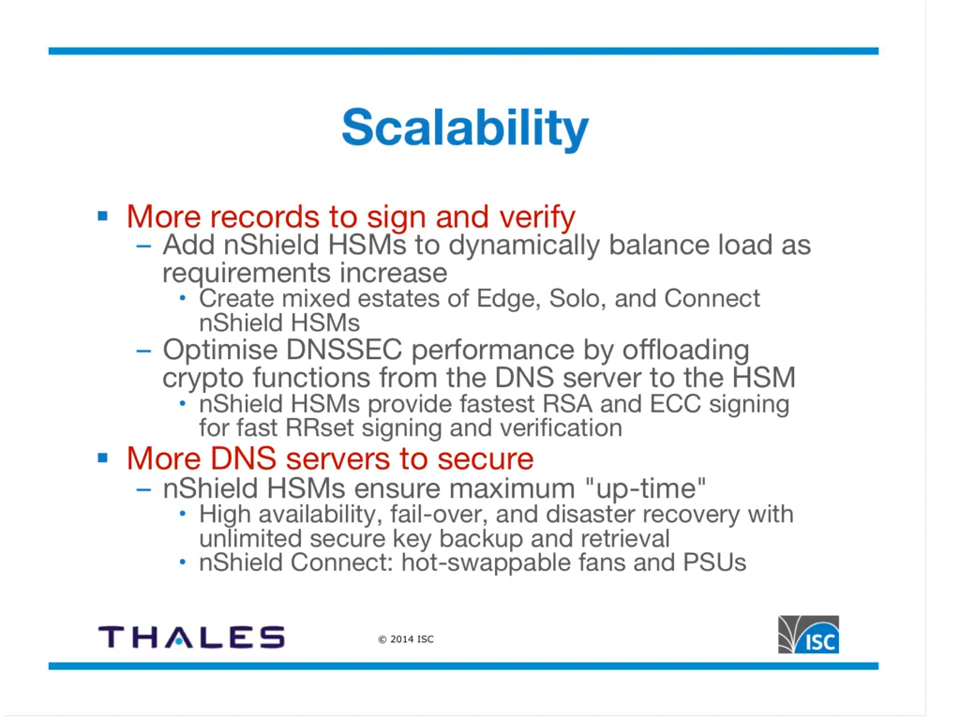 Scalability
▪ More records to sign and verify
– Add nShield HSMs to dynamically balance load as
requirements increase
• Create mixed estates of Edge, Solo, and Connect
nShield HSMs
– Optimise DNSSEC performance by offloading
crypto functions from the DNS server to the HSM
• nShield HSMs provide fastest RSA and ECC signing
for fast RRset signing and verification
▪ More DNS servers to secure
– nShield HSMs ensure maximum "up-time"
• High availability, fail-over, and disaster recovery with
unlimited secure key backup and retrieval
• nShield Connect: hot-swappable fans and PSUs
THALES
© 2014 ISC
ISC